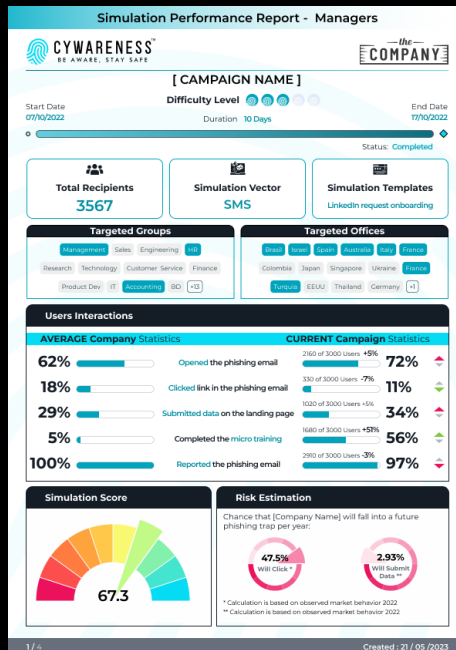 Simulation Performance Report - Managers
CYWARENESS™
BE AWARE, STAY SAFE
the
COMPANY
[ CAMPAIGN NAME ]
Difficulty Level
Start Date
07/10/2022
Duration 10 Days
End Date
17/10/2022
Status: Completed
Total Recipients
3567
Simulation Vector
SMS
Simulation Templates
LinkedIn request onboarding
Targeted Groups
Management Sales Engineering HR
Research Technology Customer Service Finance
Product Dev IT Accounting BD +13
Targeted Offices
Brasil Israel Spain Australia Italy France
Colombia Japan Singapore Ukraine France
Turquis EEUU Thailand Germany +1
Users Interactions
AVERAGE Company Statistics
CURRENT Campaign Statistics
62% Opened the phishing email 2160 of 3000 Users +5% 72%
18% Clicked link in the phishing email 330 of 3000 Users -7% 11%
29% Submitted data on the landing page 1020 of 3000 Users +5% 34%
5% Completed the micro training 1680 of 3000 Users +51% 56%
100% Reported the phishing email 2910 of 3000 Users -3% 97%
Simulation Score
67.3
Risk Estimation
Chance that [Company Name] will fall into a future
phishing trap per year:
47.5%
Will Click *
2.93%
Will Submit
Data **
* Calculation is based on observed market behavior 2022
** Calculation is based on observed market behavior 2022
1 / 4
Created : 21 / 05 /2023